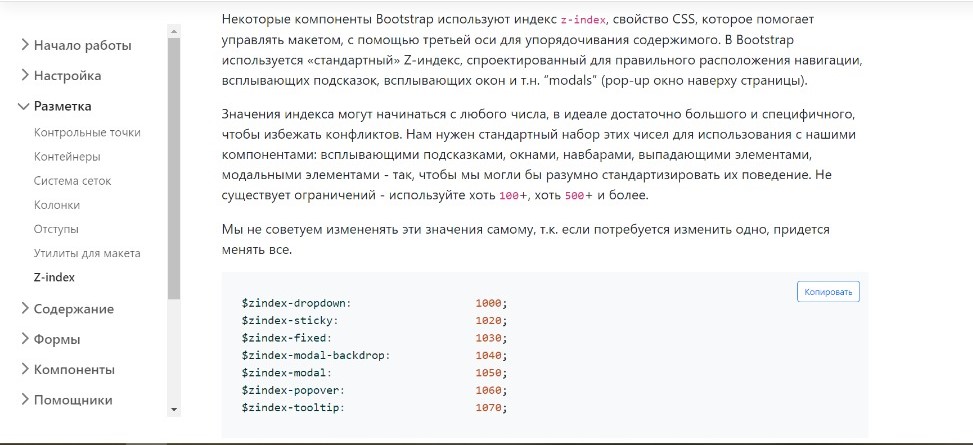 Начало работы
Настройка
Разметка
Контрольные точки
Контейнеры
Система сеток
Колонки
Отступы
Утилиты для макета
Z-index
Содержание
Формы
Компоненты
Помощники
Некоторые компоненты Bootstrap используют индекс z-index, свойство CSS, которое помогает
управлять макетом, с помощью третьей оси для упорядочивания содержимого. В Bootstrap
используется «стандартный» Z-индекс, спроектированный для правильного расположения навигации,
всплывающих подсказок, всплывающих окон и т.н. “modals” (pop-up окно наверху страницы).
Значения индекса могут начинаться с любого числа, в идеале достаточно большого и специфичного,
чтобы избежать конфликтов. Нам нужен стандартный набор этих чисел для использования с нашими
компонентами: всплывающими подсказками, окнами, навбарами, выпадающими элементами,
модальными элементами - так, чтобы мы могли бы разумно стандартизировать их поведение. Не
существует ограничений - используйте хоть 100+, хоть 500+ и более.
Мы не советуем измененять эти значения самому, т.к. если потребуется изменить одно, придется
менять все.
Копировать
$zindex-dropdown: 1000;
$zindex-sticky: 1020;
$zindex-fixed: 1030;
$zindex-modal-backdrop: 1040;
$zindex-modal: 1050;
$zindex-popover: 1060;
$zindex-tooltip: 1070;